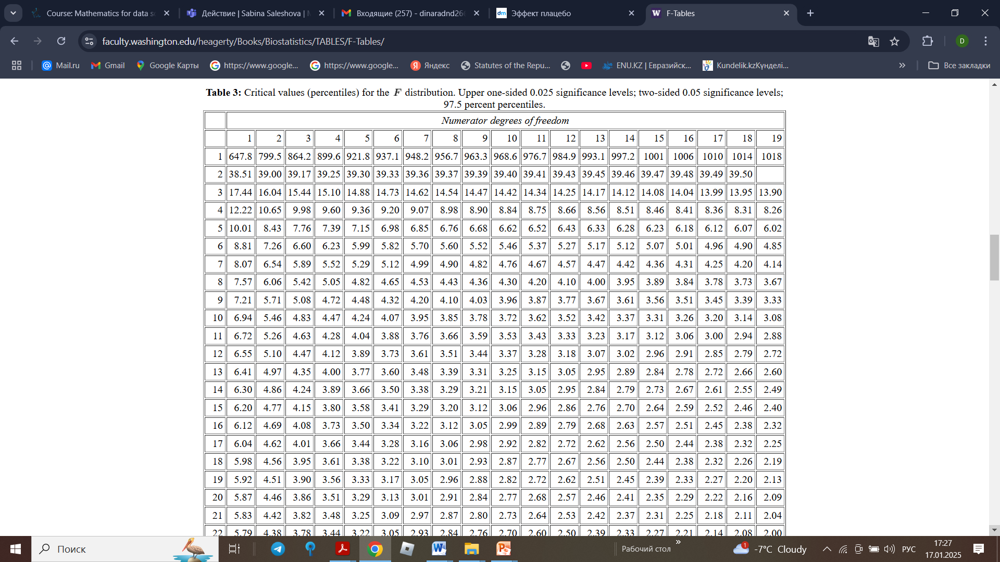 Course: Mathematics for data s
Действие | Sabina Saleshova |
Входящие (257) - dinaradnd26
dm Эффект плацебо
W F-Tables
faculty.washington.edu/heagerty/Books/Biostatistics/TABLES/F-Tables/
D
Mail.ru Gmail Google Карты https://www.google... https://www.google... Яндекс Statutes of the Repu... ENU.KZ | Евразийск... Kundelik.kzКүнделі... » Все закладки
Table 3: Critical values (percentiles) for the F distribution. Upper one-sided 0.025 significance levels; two-sided 0.05 significance levels;
97.5 percent percentiles.
Numerator degrees of freedom
1 2 3 4 5 6 7 8 9 10 11 12 13 14 15 16 17 18 19
1 647.8 799.5 864.2 899.6 921.8 937.1 948.2 956.7 963.3 968.6 976.7 984.9 993.1 997.2 1001 1006 1010 1014 1018
2 38.51 39.00 39.17 39.25 39.30 39.33 39.36 39.37 39.39 39.40 39.41 39.43 39.45 39.46 39.47 39.48 39.49 39.50
3 17.44 16.04 15.44 15.10 14.88 14.73 14.62 14.54 14.47 14.42 14.34 14.25 14.17 14.12 14.08 14.04 13.99 13.95 13.90
4 12.22 10.65 9.98 9.60 9.36 9.20 9.07 8.98 8.90 8.84 8.75 8.66 8.56 8.51 8.46 8.41 8.36 8.31 8.26
5 10.01 8.43 7.76 7.39 7.15 6.98 6.85 6.76 6.68 6.62 6.52 6.43 6.33 6.28 6.23 6.18 6.12 6.07 6.02
6 8.81 7.26 6.60 6.23 5.99 5.82 5.70 5.60 5.52 5.46 5.37 5.27 5.17 5.12 5.07 5.01 4.96 4.90 4.85
7 8.07 6.54 5.89 5.52 5.29 5.12 4.99 4.90 4.82 4.76 4.67 4.57 4.47 4.42 4.36 4.31 4.25 4.20 4.14
8 7.57 6.06 5.42 5.05 4.82 4.65 4.53 4.43 4.36 4.30 4.20 4.10 4.00 3.95 3.89 3.84 3.78 3.73 3.67
9 7.21 5.71 5.08 4.72 4.48 4.32 4.20 4.10 4.03 3.96 3.87 3.77 3.67 3.61 3.56 3.51 3.45 3.39 3.33
10 6.94 5.46 4.83 4.47 4.24 4.07 3.95 3.85 3.78 3.72 3.62 3.52 3.42 3.37 3.31 3.26 3.20 3.14 3.08
11 6.72 5.26 4.63 4.28 4.04 3.88 3.76 3.66 3.59 3.53 3.43 3.33 3.23 3.17 3.12 3.06 3.00 2.94 2.88
12 6.55 5.10 4.47 4.12 3.89 3.73 3.61 3.51 3.44 3.37 3.28 3.18 3.07 3.02 2.96 2.91 2.85 2.79 2.72
13 6.41 4.97 4.35 4.00 3.77 3.60 3.48 3.39 3.31 3.25 3.15 3.05 2.95 2.89 2.84 2.78 2.72 2.66 2.60
14 6.30 4.86 4.24 3.89 3.66 3.50 3.38 3.29 3.21 3.15 3.05 2.95 2.84 2.79 2.73 2.67 2.61 2.55 2.49
15 6.20 4.77 4.15 3.80 3.58 3.41 3.29 3.20 3.12 3.06 2.96 2.86 2.76 2.70 2.64 2.59 2.52 2.46 2.40
16 6.12 4.69 4.08 3.73 3.50 3.34 3.22 3.12 3.05 2.99 2.89 2.79 2.68 2.63 2.57 2.51 2.45 2.38 2.32
17 6.04 4.62 4.01 3.66 3.44 3.28 3.16 3.06 2.98 2.92 2.82 2.72 2.62 2.56 2.50 2.44 2.38 2.32 2.25
18 5.98 4.56 3.95 3.61 3.38 3.22 3.10 3.01 2.93 2.87 2.77 2.67 2.56 2.50 2.44 2.38 2.32 2.26 2.19
19 5.92 4.51 3.90 3.56 3.33 3.17 3.05 2.96 2.88 2.82 2.72 2.62 2.51 2.45 2.39 2.33 2.27 2.20 2.13
20 5.87 4.46 3.86 3.51 3.29 3.13 3.01 2.91 2.84 2.77 2.68 2.57 2.46 2.41 2.35 2.29 2.22 2.16 2.09
21 5.83 4.42 3.82 3.48 3.25 3.09 2.97 2.87 2.80 2.73 2.64 2.53 2.42 2.37 2.31 2.25 2.18 2.11 2.04
22 5.79 4.38 3.78 3.44 3.22 3.05 2.93 2.84 2.76 2.70 2.60 2.50 2.39 2.33 2.27 2.21 2.14 2.08 2.00
Поиск
Рабочий стол »
1 -7°C Cloudy
РУС
17:27
17.01.2025